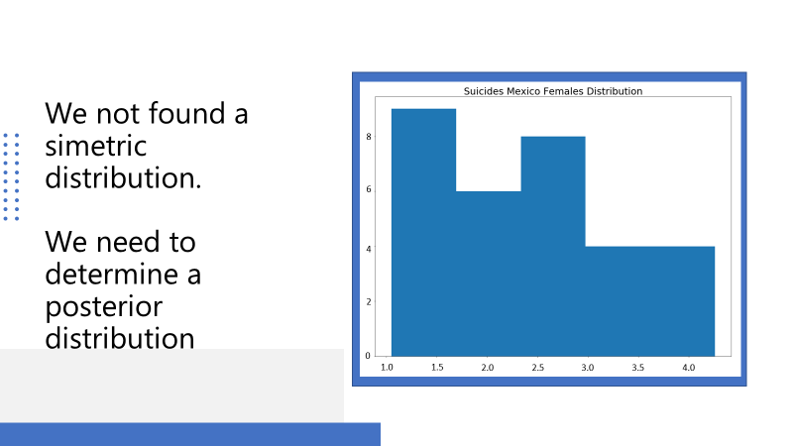 We not found a
simetric
distribution.
We need to
determine a
posterior
distribution
Suicides Mexico Females Distribution
8
6
4
2
0
1.0 1.5 2.0 2.5 3.0 3.5 4.0